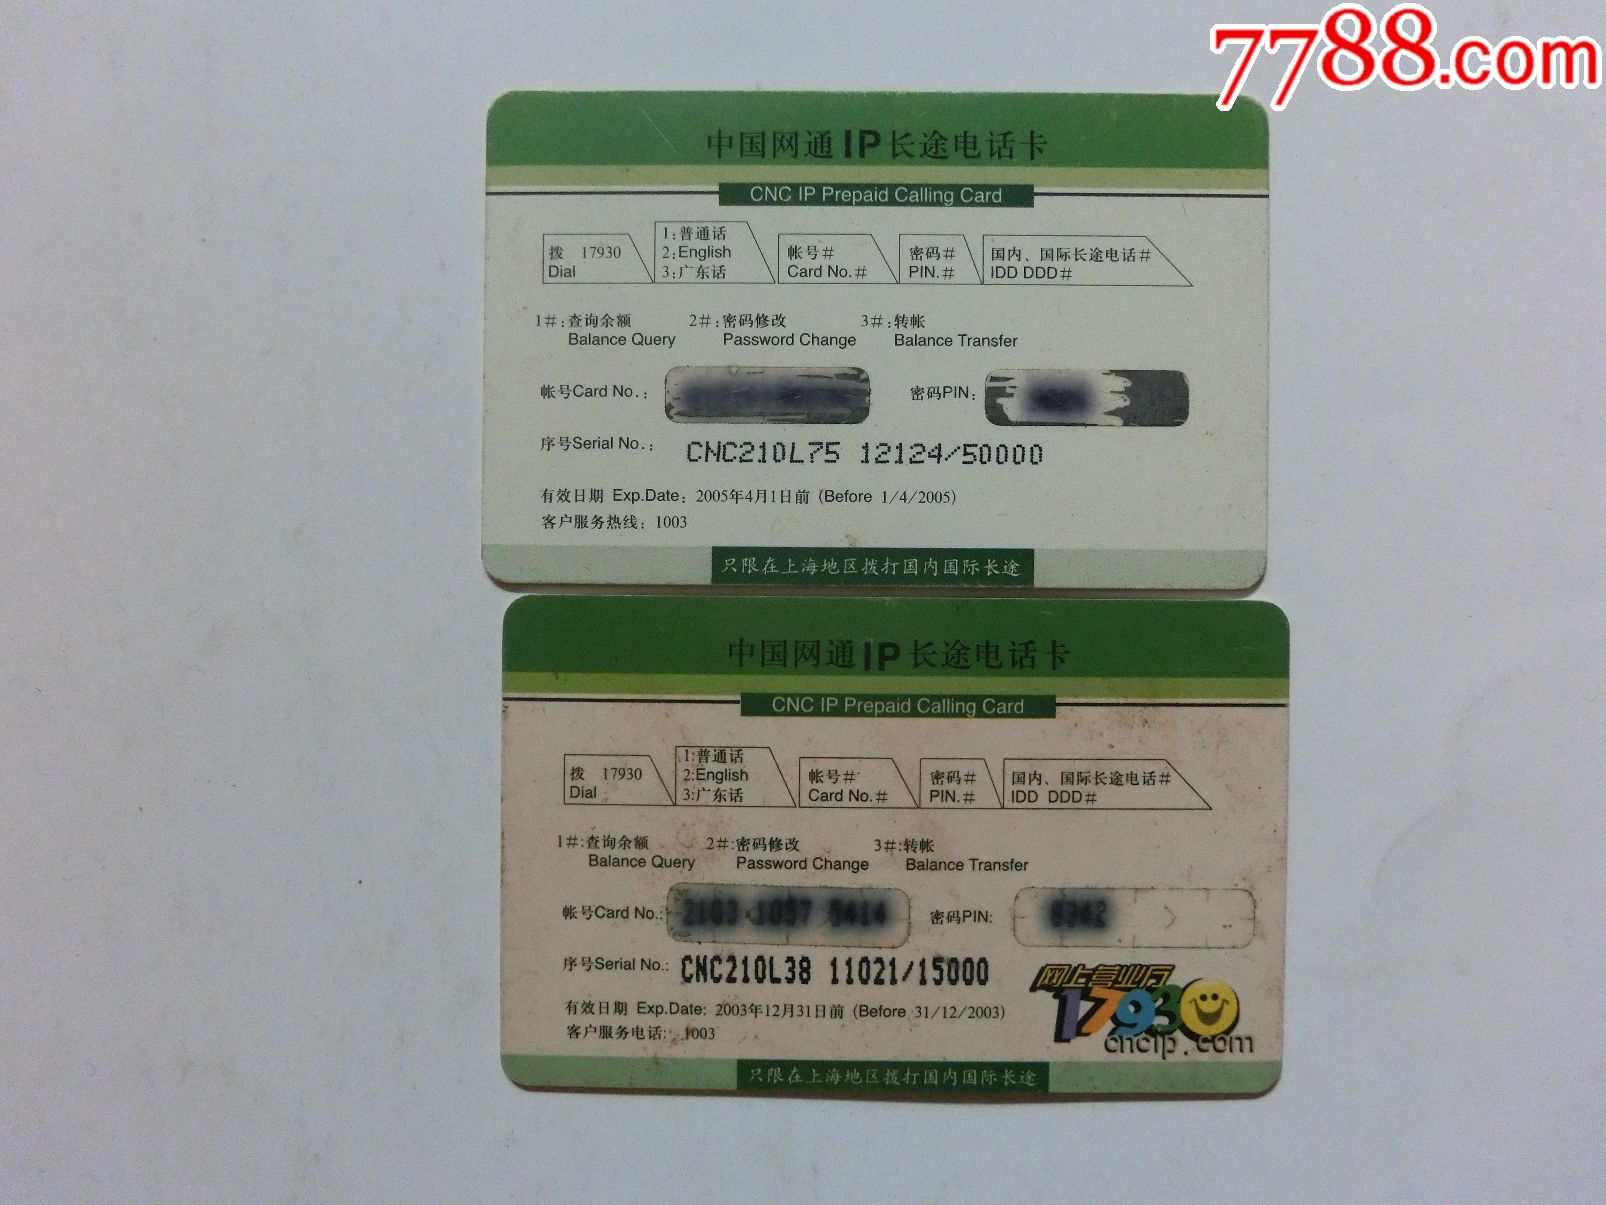 7788.com
中国网通IP长途电话卡
CNC IP Prepaid Calling Card
拨 17930
Dial
1:普通话
2:English
3:广东话
帐号#
Card No.#
密码#
PIN.#
国内、国际长途电话#
IDD DDD#
1#:查询余额 2#:密码修改 3#:转帐
Balance Query Password Change Balance Transfer
帐号Card No.: 密码PIN:
序号Serial No.: CNC210L75 12124/50000
有效日期 Exp.Date: 2005年4月1日前 (Before 1/4/2005)
客户服务热线: 1003
只限在上海地区拨打国内国际长途
中国网通IP长途电话卡
CNC IP Prepaid Calling Card
拨 17930
Dial
1:普通话
2:English
3:广东话
帐号#
Card No.#
密码#
PIN.#
国内、国际长途电话#
IDD DDD#
1#:查询余额 2#:密码修改 3#:转帐
Balance Query Password Change Balance Transfer
帐号Card No.: 密码PIN:
序号Serial No.: CNC210L38 11021/15000
有效日期 Exp.Date: 2003年12月31日前 (Before 31/12/2003)
客户服务电话: 1003
网上营业厅
17930
cncip.com
只限在上海地区拨打国内国际长途